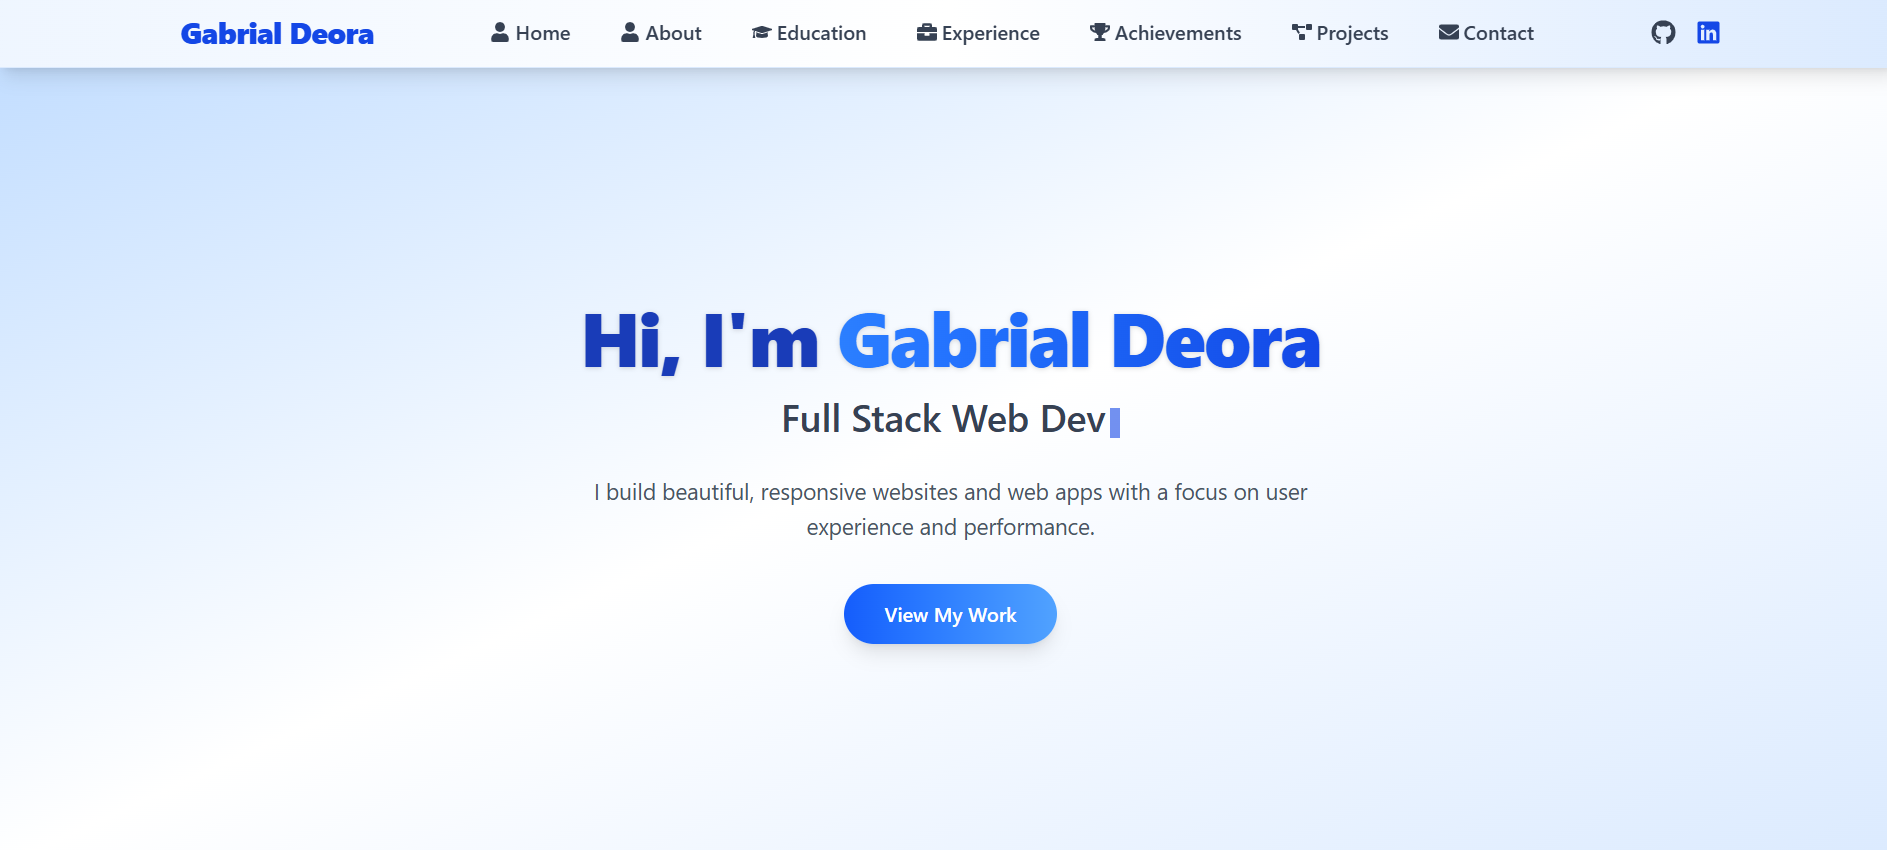 Gabrial Deora Home About Education Experience Achievements Projects Contact in
Hi, I'm Gabrial Deora
Full Stack Web Dev
I build beautiful, responsive websites and web apps with a focus on user
experience and performance.
View My Work